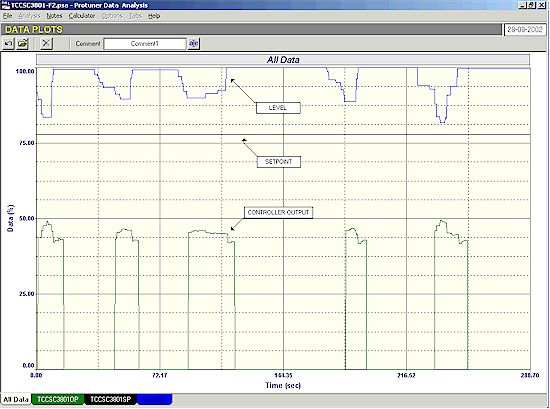 TCCSC3801-F2.psa - Protuner Data Analysis
File Analysis Notes Calculator Options Tabs Help
DATA PLOTS
28-08-2002
Comment Comment1
All Data
100.00
LEVEL
75.00
SETPOINT
CONTROLLER OUTPUT
50.00
Data (%)
25.00
0.00
0.00 72.17 144.35 216.52 288.70
Time (sec)
All Data TCCSC3801OP TCCSC3801SP